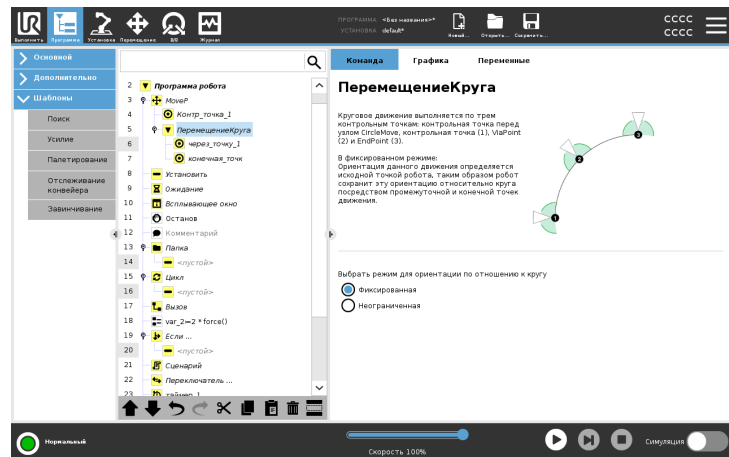 Выполнить Программа Установка Перемещение В/В Журнал
ПРОГРАММА <Без названия>*
УСТАНОВКА default*
Новый... Открыть... Сохранить...
CCCC
CCCC
Основной
Дополнительно
Шаблоны
Поиск
Усилие
Палетирование
Отслеживание
конвейера
Завинчивание
2 Программа робота
3 MoveP
4 Контр_точка_1
5 ПеремещениеКруга
6 через_точку_1
7 конечная_точк
8 Установить
9 Ожидание
10 Всплывающее окно
11 Останов
12 Комментарий
13 Папка
14 <пустой>
15 Цикл
16 <пустой>
17 Вызов
18 var_2≔2 * force()
19 Если ...
20 <пустой>
21 Сценарий
22 Переключатель ...
23 таймер_1
Команда Графика Переменные
ПеремещениеКруга
Круговое движение выполняется по трем
контрольным точкам: контрольная точка перед
узлом CircleMove, контрольная точка (1), ViaPoint
(2) и EndPoint (3).
В фиксированном режиме:
Ориентация данного движения определяется
исходной точкой робота, таким образом робот
сохранит эту ориентацию относительно круга
посредством промежуточной и конечной точек
движения.
3
2
1
Выбрать режим для ориентации по отношению к кругу
Фиксированная
Неограниченная
Нормальный
Скорость 100%
Симуляция